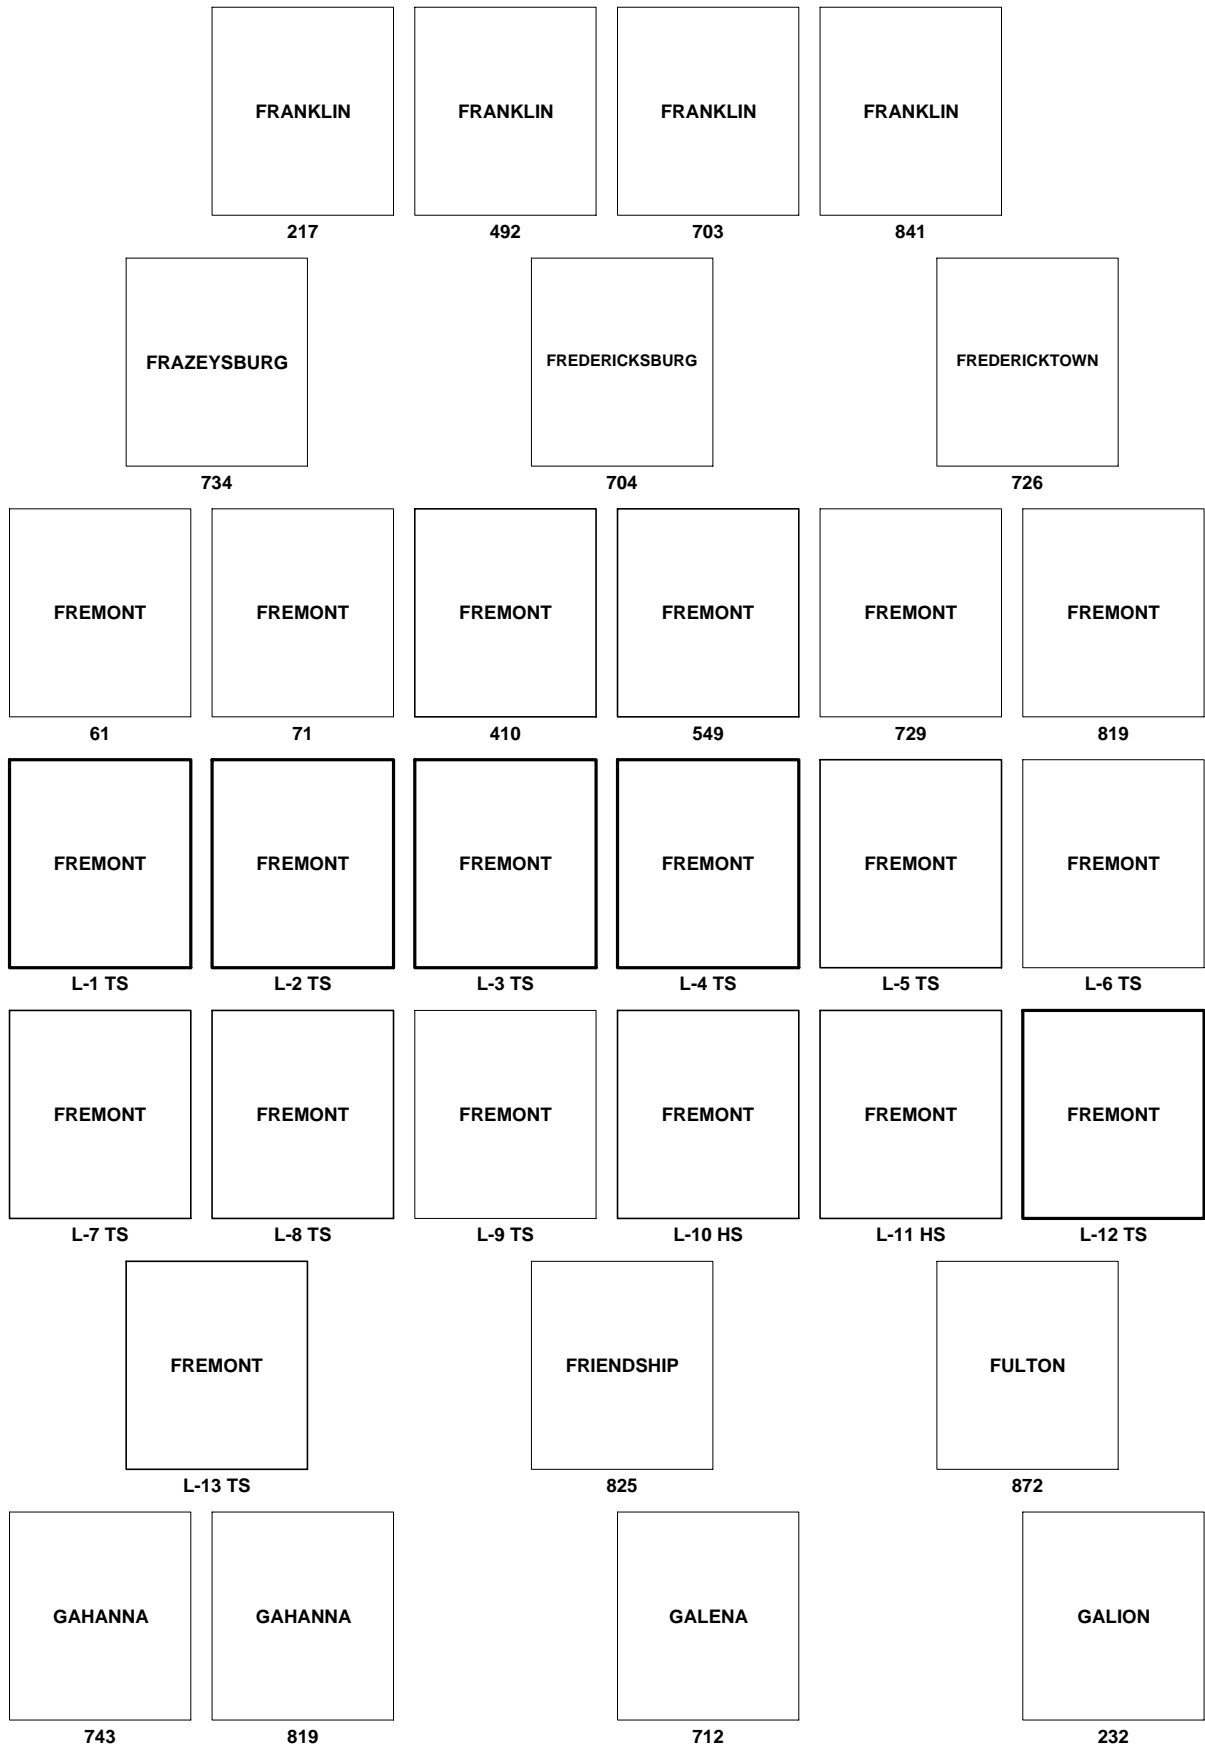 FRANKLIN FRANKLIN FRANKLIN FRANKLIN
217 492 703 841
FRAZEYSBURG FREDERICKSBURG FREDERICKTOWN
734 704 726
FREMONT FREMONT FREMONT FREMONT FREMONT FREMONT
61 71 410 549 729 819
FREMONT FREMONT FREMONT FREMONT FREMONT FREMONT
L-1 TS L-2 TS L-3 TS L-4 TS L-5 TS L-6 TS
FREMONT FREMONT FREMONT FREMONT FREMONT FREMONT
L-7 TS L-8 TS L-9 TS L-10 HS L-11 HS L-12 TS
FREMONT FRIENDSHIP FULTON
L-13 TS 825 872
GAHANNA GAHANNA GALENA GALION
743 819 712 232